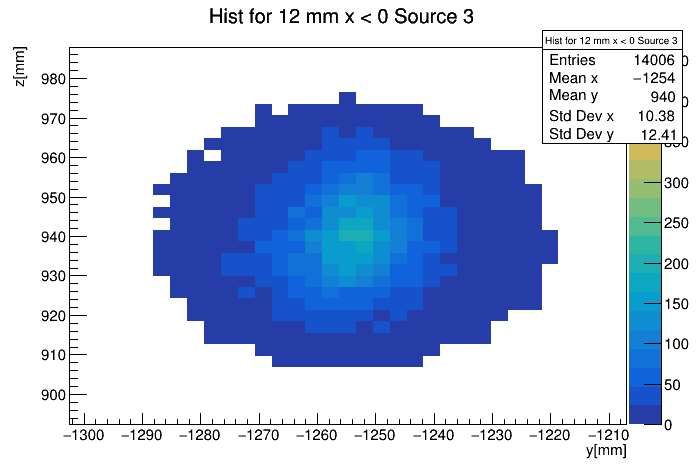 Hist for 12 mm x < 0 Source 3
z[mm]
Hist for 12 mm x < 0 Source 3
Entries 14006
Mean x −1254
Mean y 940
Std Dev x 10.38
Std Dev y 12.41
980
970
960
950
940
930
920
910
900
300
250
200
150
100
50
0
−1300 −1290 −1280 −1270 −1260 −1250 −1240 −1230 −1220 −1210
y[mm]